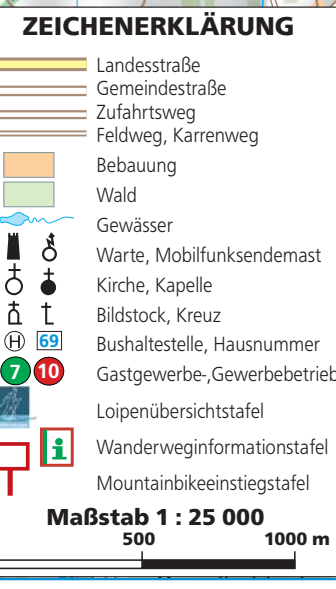 ZEICHENERKLÄRUNG
Landesstraße
Gemeindestraße
Zufahrtsweg
Feldweg, Karrenweg
Bebauung
Wald
Gewässer
Warte, Mobilfunksendemast
Kirche, Kapelle
Bildstock, Kreuz
H 69 Bushaltestelle, Hausnummer
7 10 Gastgewerbe-,Gewerbebetrieb
Loipenübersichtstafel
i Wanderweginformationstafel
Mountainbikeeinstiegstafel
Maßstab 1 : 25 000
500 1000 m